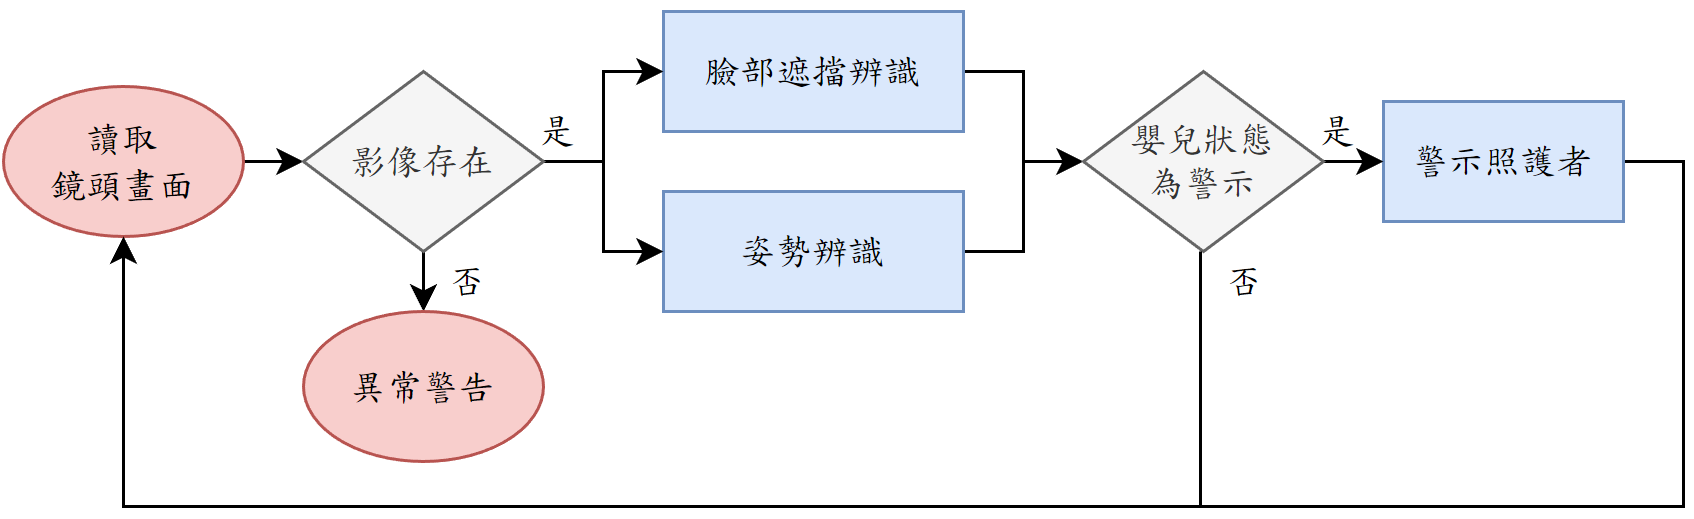 讀取
鏡頭畫面
影像存在
是
否
異常警告
臉部遮擋辨識
姿勢辨識
嬰兒狀態
為警示
是
否
警示照護者